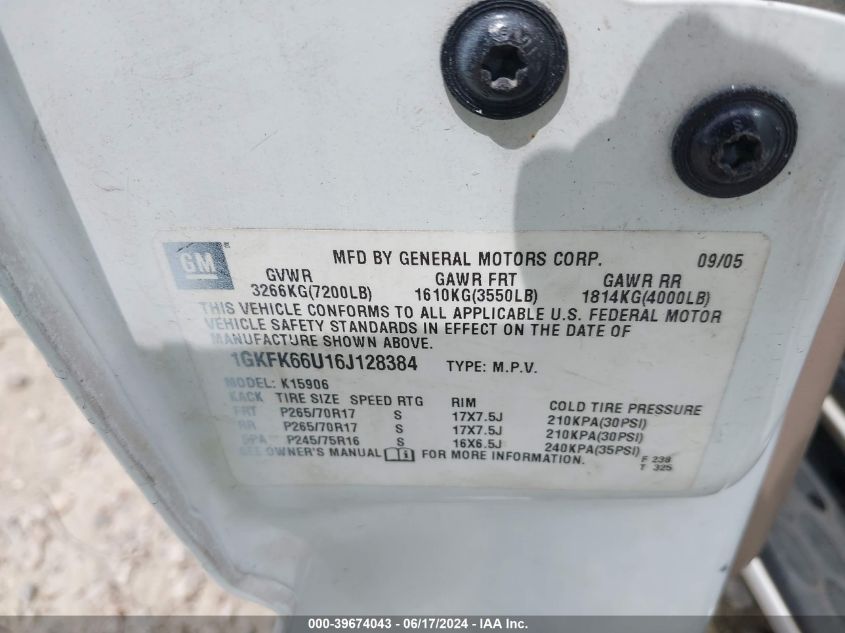 GM
MFD BY GENERAL MOTORS CORP. 09/05
GVWR GAWR FRT GAWR RR
3266KG(7200LB) 1610KG(3550LB) 1814KG(4000LB)
THIS VEHICLE CONFORMS TO ALL APPLICABLE U.S. FEDERAL MOTOR
VEHICLE SAFETY STANDARDS IN EFFECT ON THE DATE OF
MANUFACTURE SHOWN ABOVE.
1GKFK66U16J128384 TYPE: M.P.V.
MODEL: K15906
KACK TIRE SIZE SPEED RTG RIM COLD TIRE PRESSURE
FRT P265/70R17 S 17X7.5J 210KPA(30PSI)
RR P265/70R17 S 17X7.5J 210KPA(30PSI)
SPA P245/75R16 S 16X6.5J 240KPA(35PSI)
SEE OWNER'S MANUAL FOR MORE INFORMATION. F 238
T 325
000-39674043 - 06/17/2024 - IAA Inc.